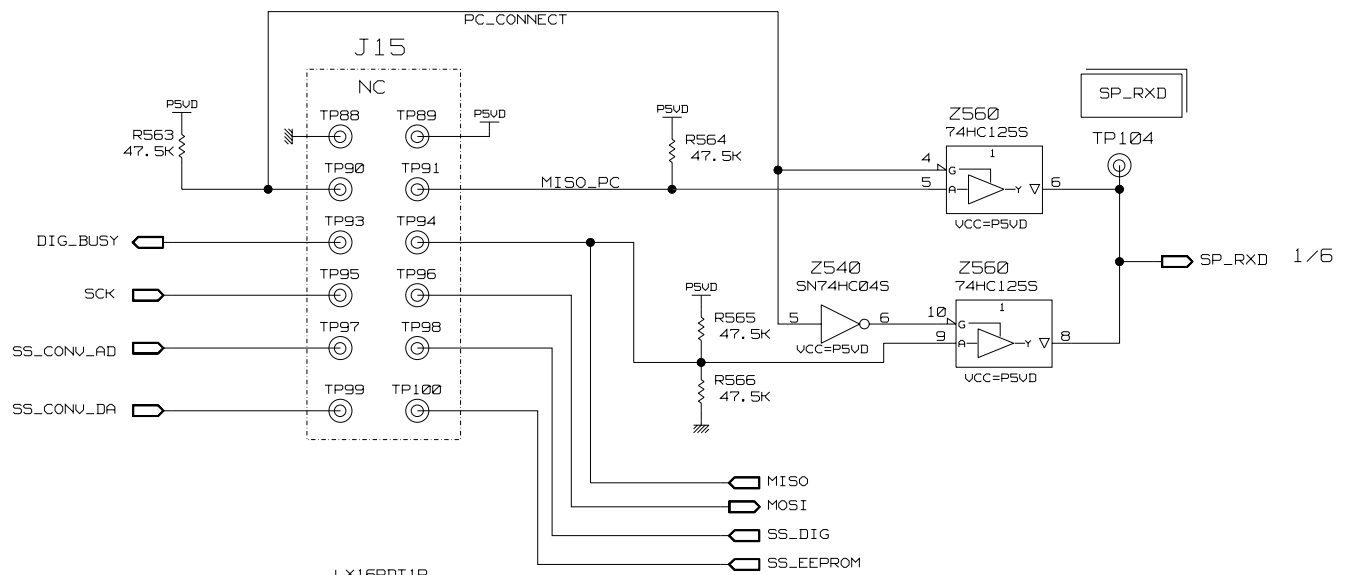 PC_CONNECT
J15
NC
P5VD
R563
47.5K
TP88
TP89
P5VD
TP90
TP91
MISO_PC
P5VD
R564
47.5K
Z560
74HC125S
4
G
1
5
A
Y
6
VCC=P5VD
SP_RXD
TP104
DIG_BUSY
TP93
TP94
SCK
TP95
TP96
SS_CONV_AD
TP97
TP98
SS_CONV_DA
TP99
TP100
P5VD
R565
47.5K
R566
47.5K
Z540
SN74HC04S
5
6
VCC=P5VD
Z560
74HC125S
10
G
1
9
A
Y
8
VCC=P5VD
SP_RXD 1/6
MISO
MOSI
SS_DIG
SS_EEPROM